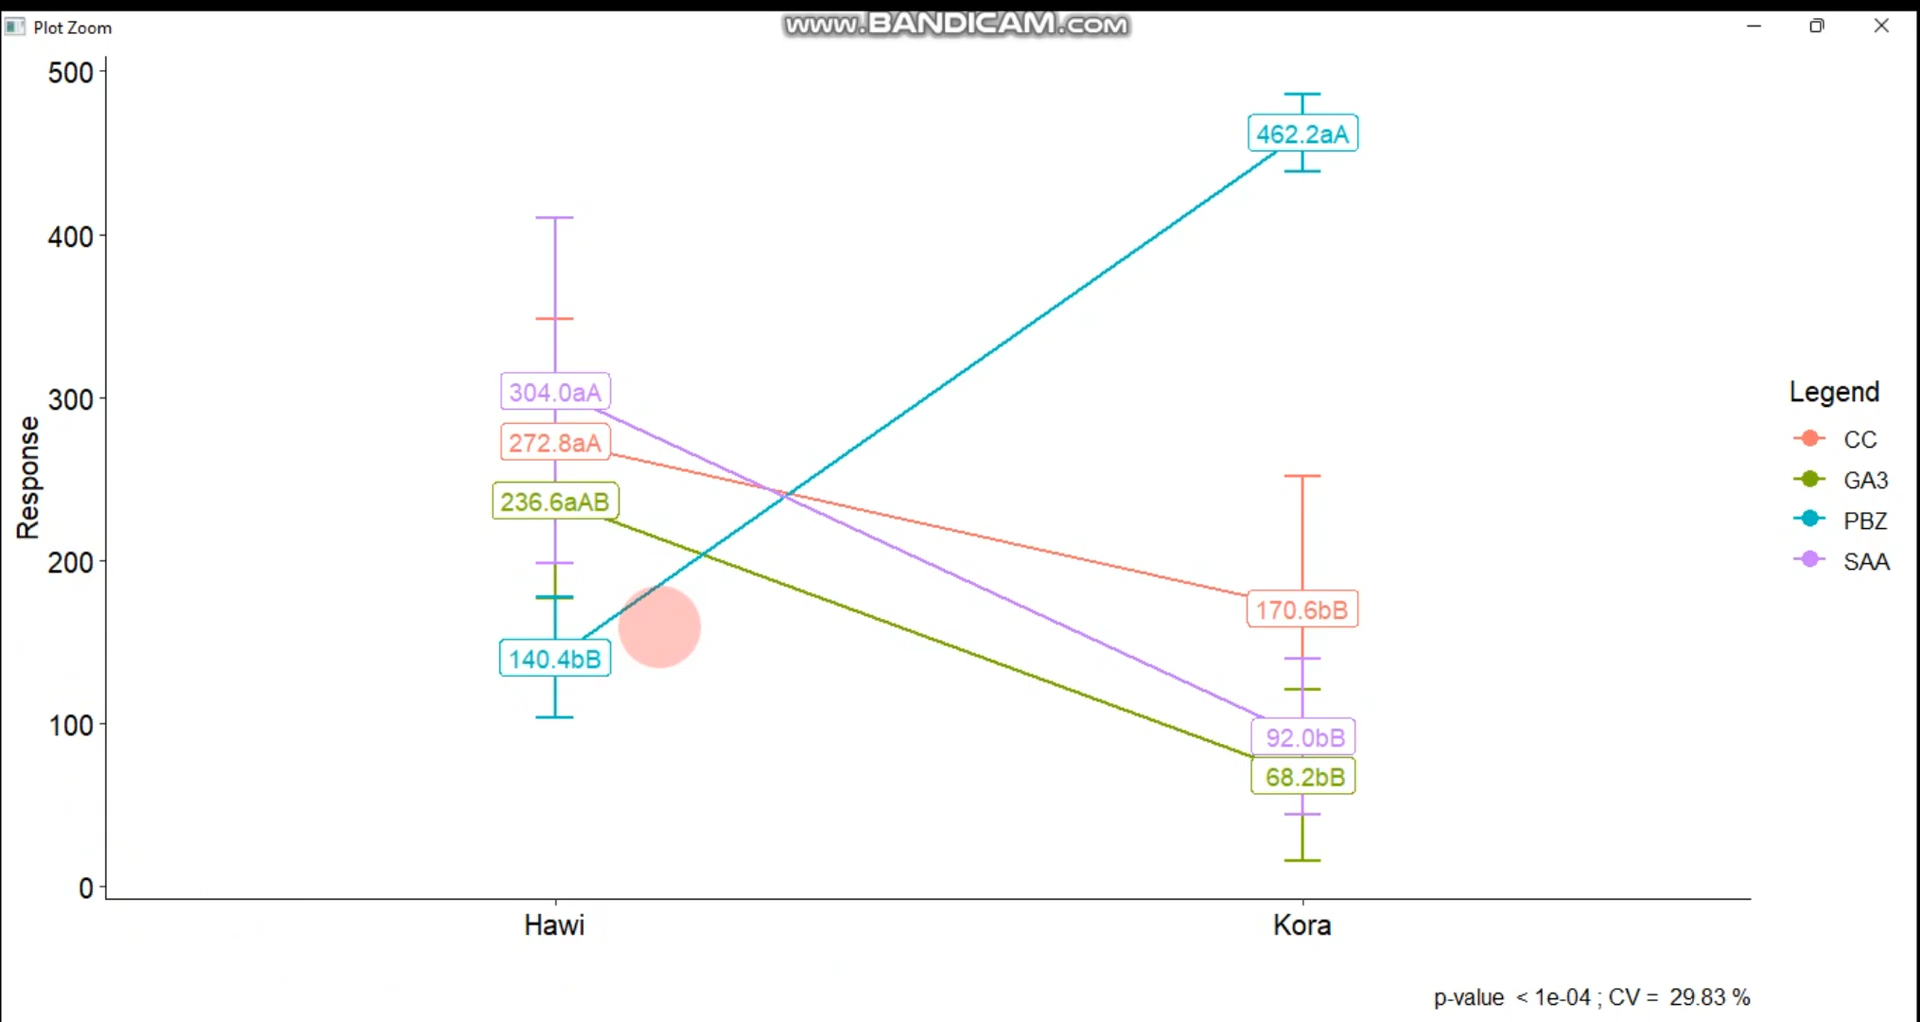 Plot Zoom
www.BANDICAM.com
500
400
300
200
100
0
Response
462.2aA
304.0aA
272.8aA
236.6aAB
140.4bB
170.6bB
92.0bB
68.2bB
Legend
CC
GA3
PBZ
SAA
Hawi
Kora
p-value < 1e-04 ; CV = 29.83 %